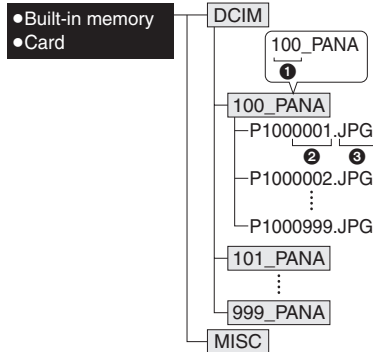 ●Built-in memory
●Card
DCIM
100_PANA
❶
100_PANA
P1000001.JPG
❷ ❸
P1000002.JPG
P1000999.JPG
101_PANA
999_PANA
MISC